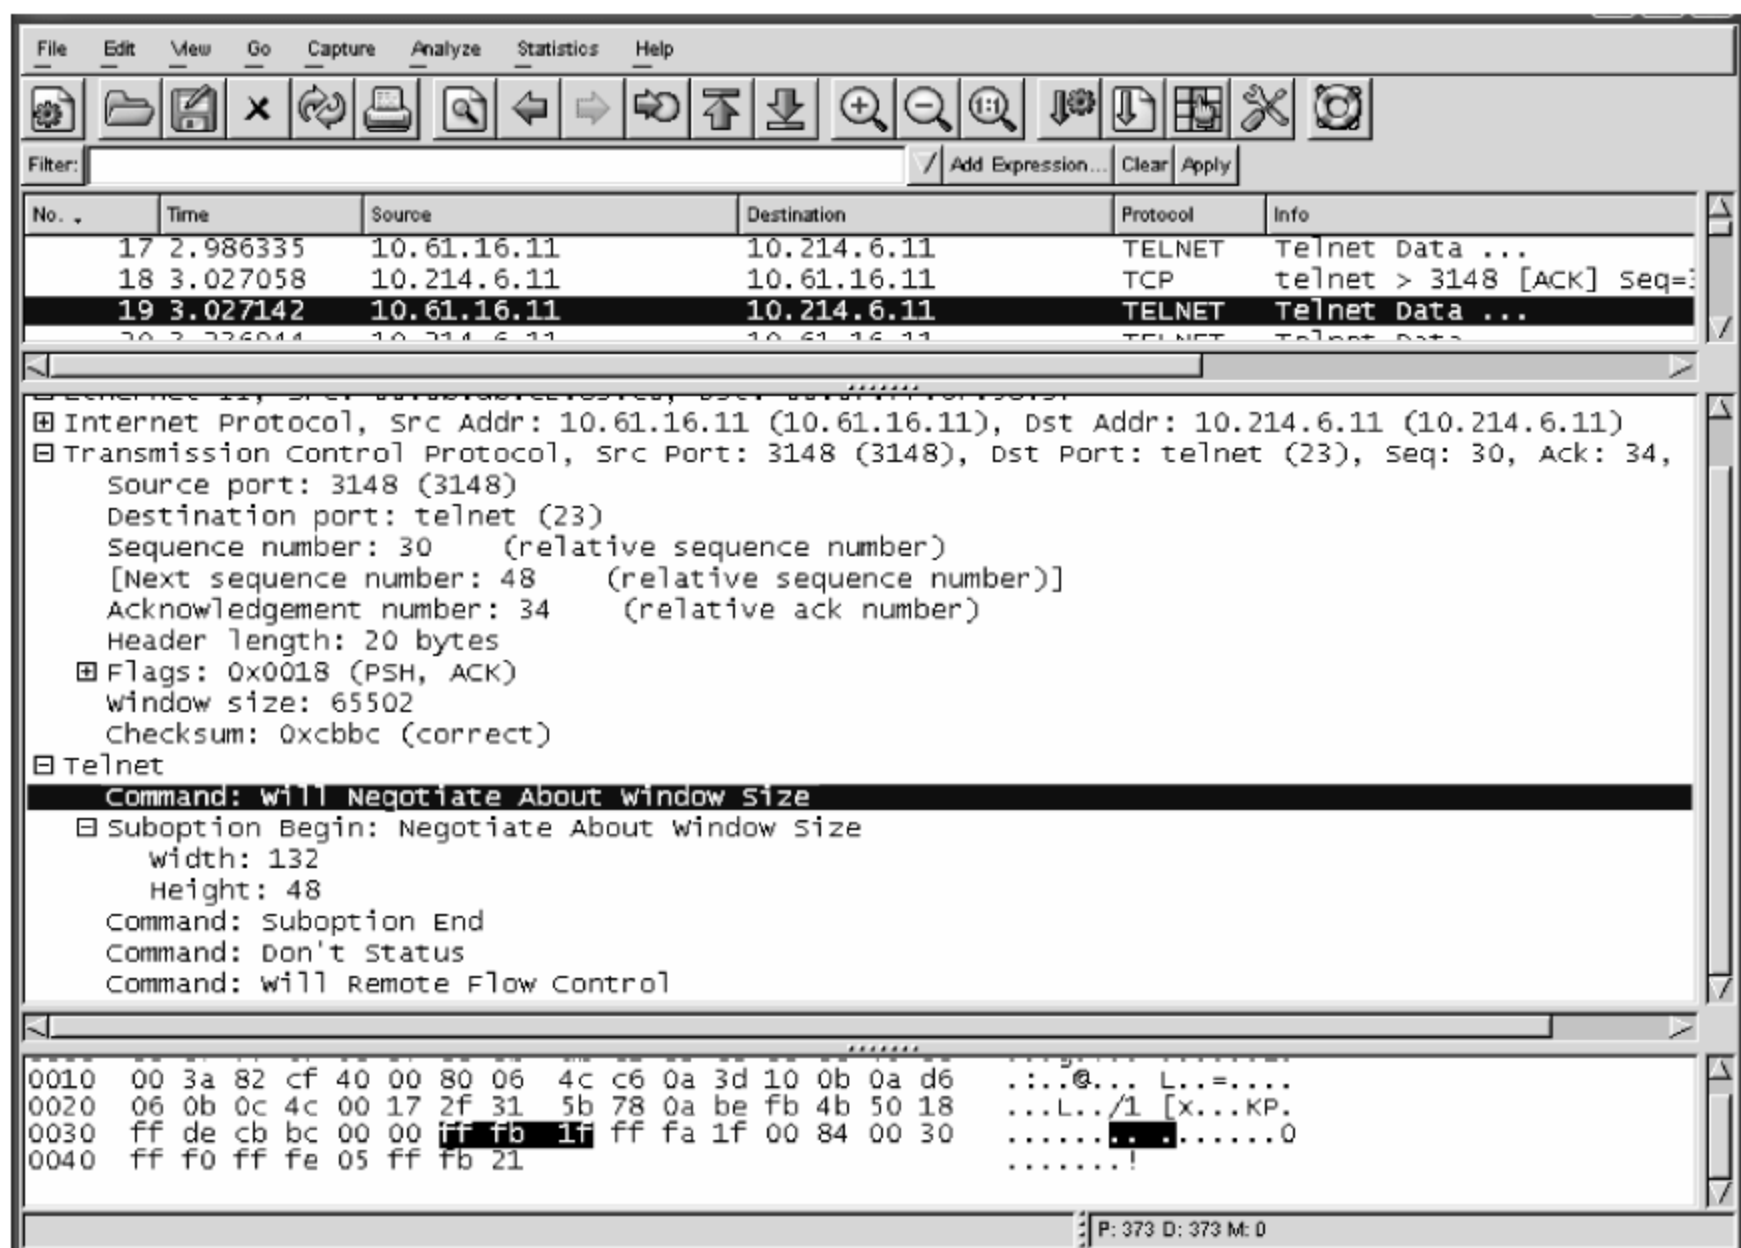 File Edit View Go Capture Analyze Statistics Help
Filter: Add Expression... Clear Apply
No. . Time Source Destination Protocol Info
17 2.986335 10.61.16.11 10.214.6.11 TELNET Telnet Data ...
18 3.027058 10.214.6.11 10.61.16.11 TCP telnet > 3148 [ACK] Seq=
19 3.027142 10.61.16.11 10.214.6.11 TELNET Telnet Data ...
Internet Protocol, Src Addr: 10.61.16.11 (10.61.16.11), Dst Addr: 10.214.6.11 (10.214.6.11)
Transmission Control Protocol, Src Port: 3148 (3148), Dst Port: telnet (23), Seq: 30, Ack: 34,
Source port: 3148 (3148)
Destination port: telnet (23)
Sequence number: 30 (relative sequence number)
[Next sequence number: 48 (relative sequence number)]
Acknowledgement number: 34 (relative ack number)
Header length: 20 bytes
Flags: 0x0018 (PSH, ACK)
Window size: 65502
Checksum: 0xcbbc (correct)
Telnet
Command: Will Negotiate About Window Size
Suboption Begin: Negotiate About Window Size
Width: 132
Height: 48
Command: Suboption End
Command: Don't Status
Command: Will Remote Flow Control
0010 00 3a 82 cf 40 00 80 06 4c c6 0a 3d 10 0b 0a d6 .:..@... L..=....
0020 06 0b 0c 4c 00 17 2f 31 5b 78 0a be fb 4b 50 18 ...L../1 [x...KP.
0030 ff de cb bc 00 00 ff fb 1f ff fa 1f 00 84 00 30 ........ .......0
0040 ff f0 ff fe 05 ff fb 21 .......!
P: 373 D: 373 M: 0